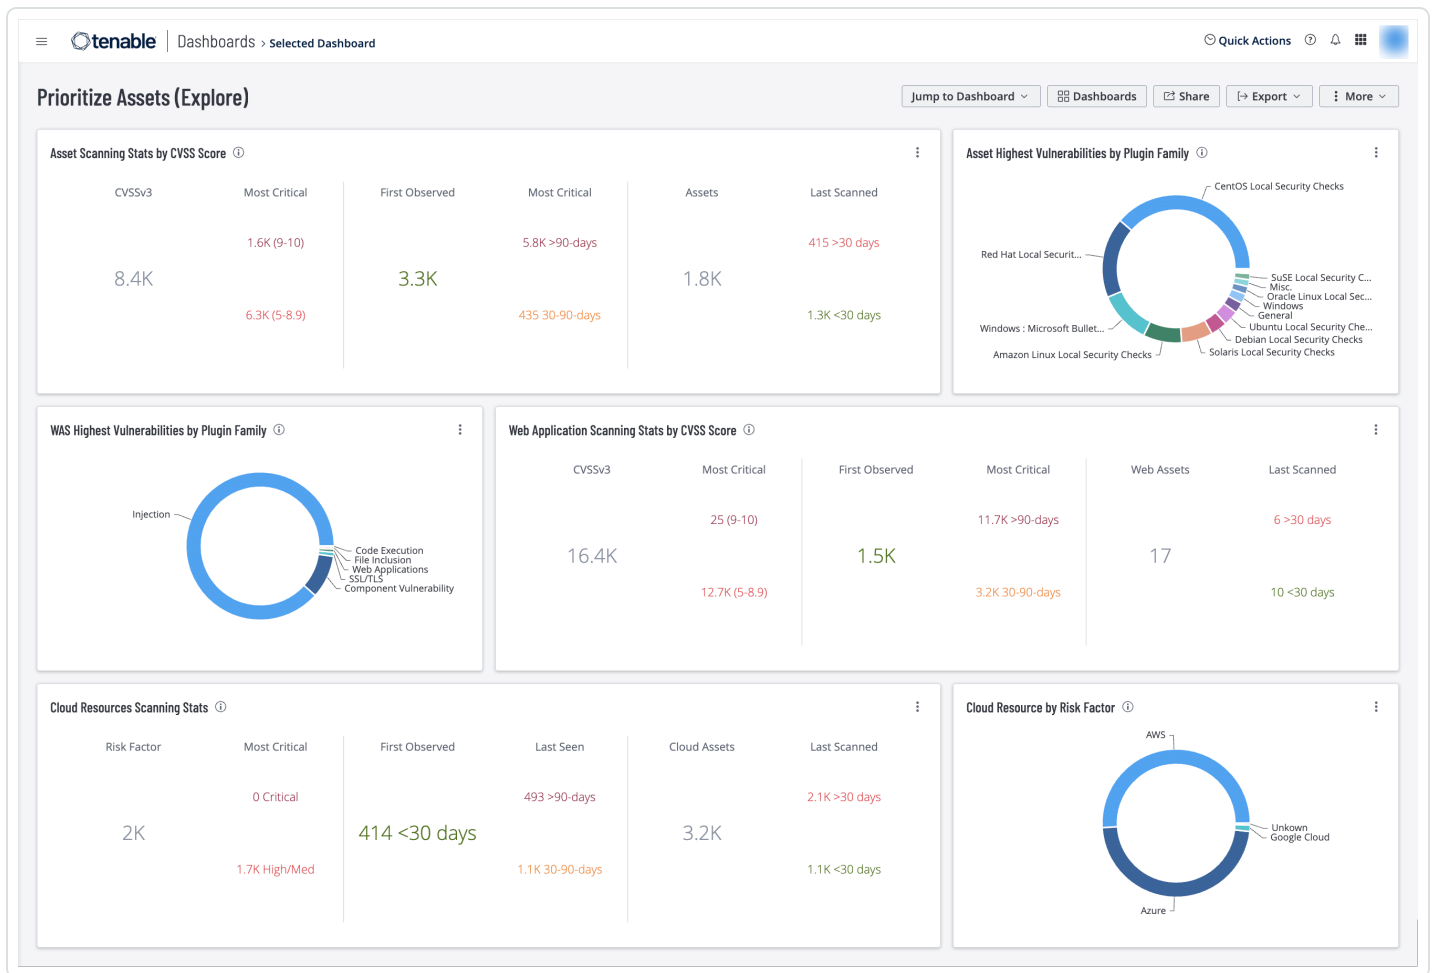 tenable Dashboards > Selected Dashboard Quick Actions
Prioritize Assets (Explore) Jump to Dashboard Dashboards Share Export More
Asset Scanning Stats by CVSS Score
CVSSv3 Most Critical First Observed Most Critical Assets Last Scanned
1.6K (9-10) 5.8K >90-days 415 >30 days
8.4K 3.3K 1.8K
6.3K (5-8.9) 435 30-90-days 1.3K <30 days
Asset Highest Vulnerabilities by Plugin Family
CentOS Local Security Checks
Red Hat Local Securit...
SuSE Local Security C...
Misc.
Oracle Linux Local Sec...
Windows
General
Ubuntu Local Security Che...
Windows : Microsoft Bullet...
Debian Local Security Checks
Solaris Local Security Checks
Amazon Linux Local Security Checks
WAS Highest Vulnerabilities by Plugin Family
Injection
Code Execution
File Inclusion
Web Applications
SSL/TLS
Component Vulnerability
Web Application Scanning Stats by CVSS Score
CVSSv3 Most Critical First Observed Most Critical Web Assets Last Scanned
25 (9-10) 11.7K >90-days 6 >30 days
16.4K 1.5K 17
12.7K (5-8.9) 3.2K 30-90-days 10 <30 days
Cloud Resources Scanning Stats
Risk Factor Most Critical First Observed Last Seen Cloud Assets Last Scanned
0 Critical 493 >90-days 2.1K >30 days
2K 414 <30 days 3.2K
1.7K High/Med 1.1K 30-90-days 1.1K <30 days
Cloud Resource by Risk Factor
AWS
Unkown
Google Cloud
Azure